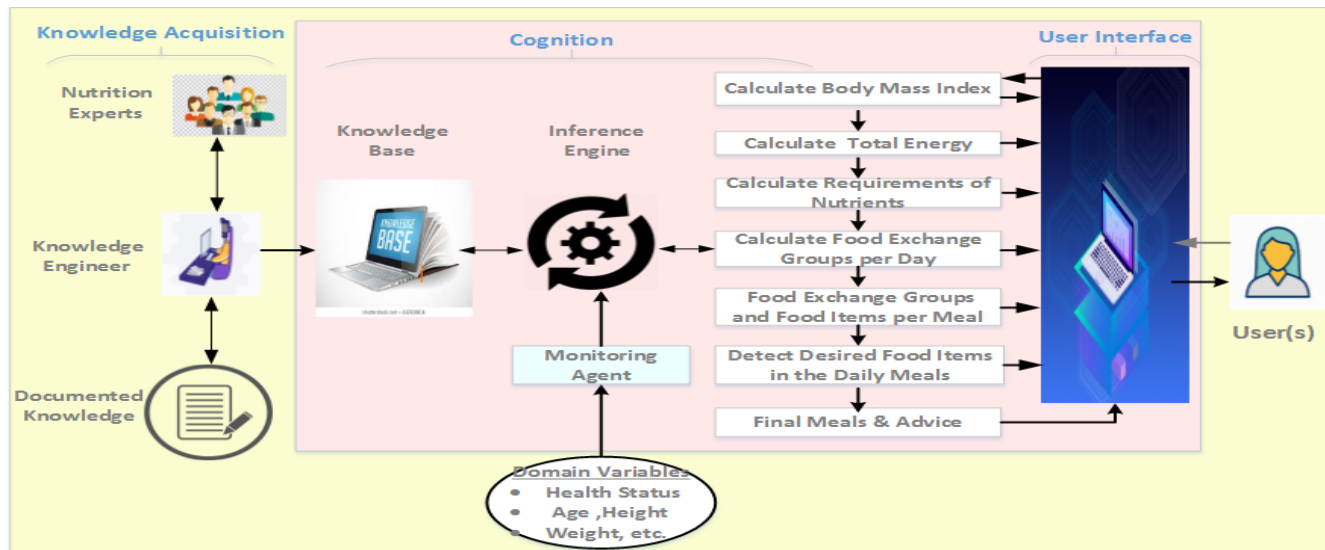 Knowledge Acquisition
Cognition
User Interface
Nutrition
Experts
Knowledge
Engineer
Documented
Knowledge
Knowledge
Base
KNOWLEDGE
BASE
Inference
Engine
Monitoring
Agent
Domain Variables
• Health Status
• Age ,Height
• Weight, etc.
Calculate Body Mass Index
Calculate Total Energy
Calculate Requirements of
Nutrients
Calculate Food Exchange
Groups per Day
Food Exchange Groups
and Food Items per Meal
Detect Desired Food Items
in the Daily Meals
Final Meals & Advice
User(s)